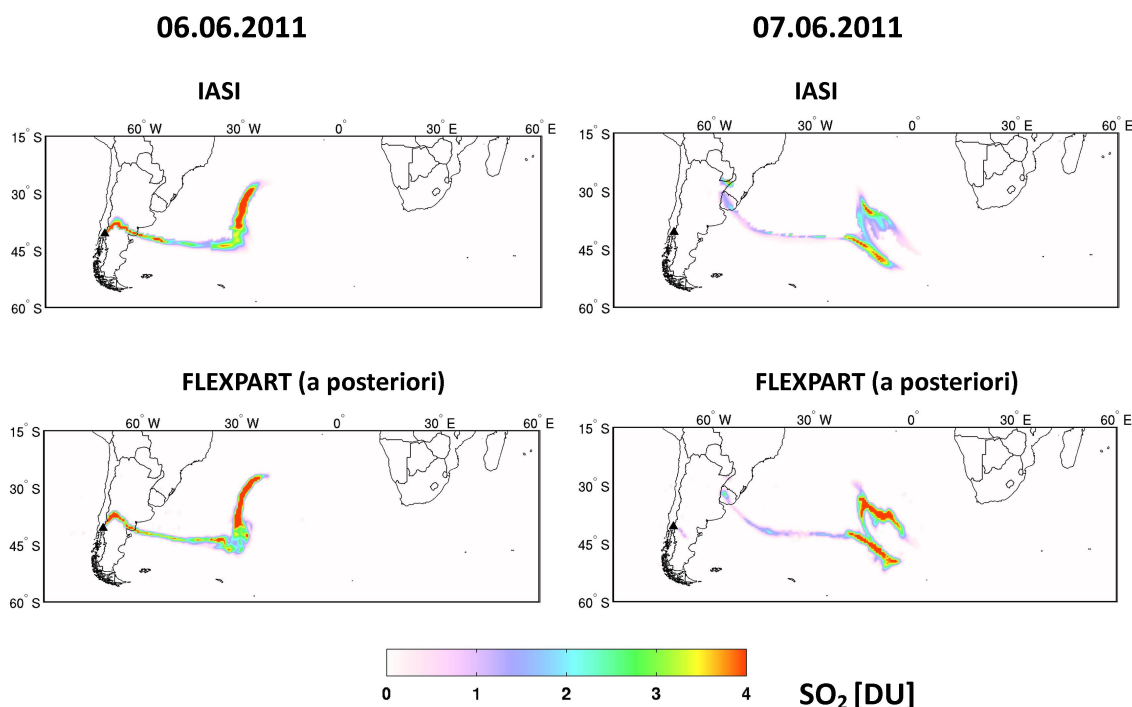 06.06.2011
07.06.2011
IASI
IASI
60° W 30° W 0° 30° E 60° E
15° S
30° S
45° S
60° S
60° W 30° W 0° 30° E 60° E
15° S
30° S
45° S
60° S
FLEXPART (a posteriori)
FLEXPART (a posteriori)
60° W 30° W 0° 30° E 60° E
15° S
30° S
45° S
60° S
60° W 30° W 0° 30° E 60° E
15° S
30° S
45° S
60° S
0 1 2 3 4
SO₂ [DU]